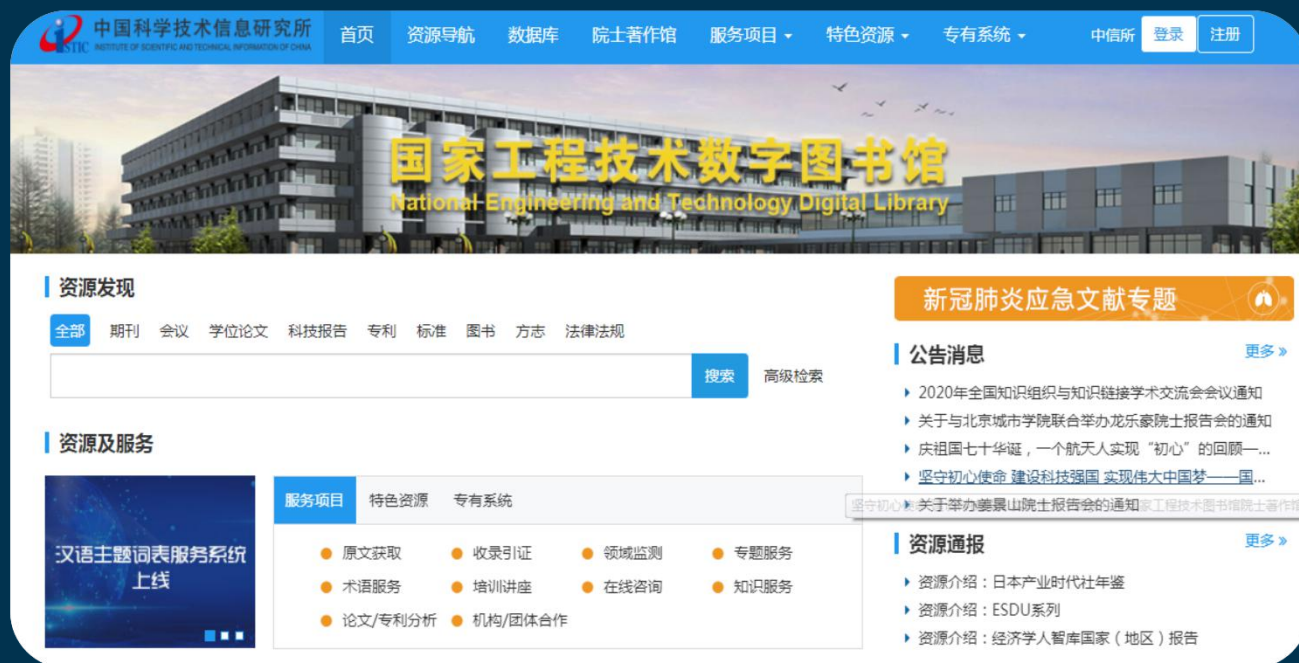 中国科学技术信息研究所
ISTIC INSTITUTE OF SCIENTIFIC AND TECHNICAL INFORMATION OF CHINA
首页 资源导航 数据库 院士著作馆 服务项目 特色资源 专有系统 中信所 登录 注册
国家工程技术数字图书馆
National Engineering and Technology Digital Library
资源发现
全部 期刊 会议 学位论文 科技报告 专利 标准 图书 方志 法律法规
搜索 高级检索
资源及服务
汉语主题词表服务系统
上线
服务项目 特色资源 专有系统
原文获取 收录引证 领域监测 专题服务
术语服务 培训讲座 在线咨询 知识服务
论文/专利分析 机构/团体合作
新冠肺炎应急文献专题
公告消息 更多 »
2020年全国知识组织与知识链接学术交流会会议通知
关于与北京城市学院联合举办龙乐豪院士报告会的通知
庆祖国七十华诞，一个航天人实现“初心”的回顾—...
坚守初心使命 建设科技强国 实现伟大中国梦——国...
关于举办姜景山院士报告会的通知
资源通报 更多 »
资源介绍：日本产业时代社年鉴
资源介绍：ESDU系列
资源介绍：经济学人智库国家（地区）报告